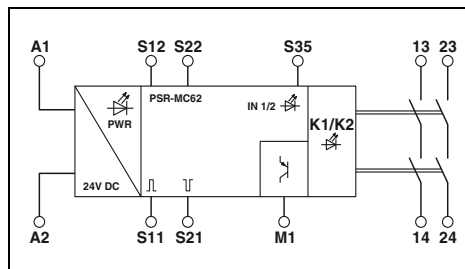 A1 S12 S22 S35 13 23
PSR-MC62
IN 1/2
PWR
K1/K2
24V DC
A2 S11 S21 M1 14 24